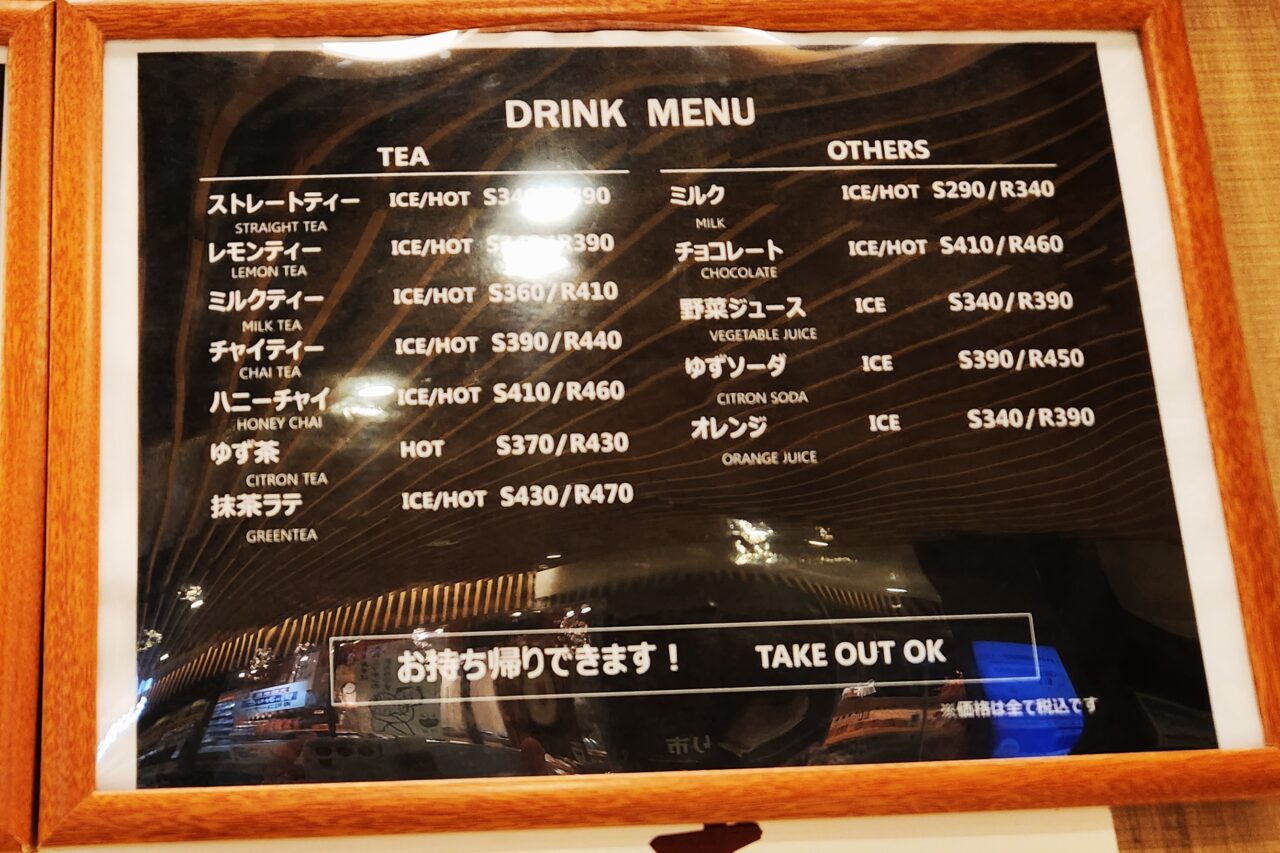 DRINK MENU
TEA
ストレートティー ICE/HOT
STRAIGHT TEA
レモンティー ICE/HOT
LEMON TEA
ミルクティー ICE/HOT S360/R410
MILK TEA
チャイティー ICE/HOT S390/R440
CHAI TEA
ハニーチャイ ICE/HOT S410/R460
HONEY CHAI
ゆず茶 HOT S370/R430
CITRON TEA
抹茶ラテ ICE/HOT S430/R470
GREENTEA
OTHERS
ミルク ICE/HOT S290/R340
MILK
チョコレート ICE/HOT S410/R460
CHOCOLATE
野菜ジュース ICE S340/R390
VEGETABLE JUICE
ゆずソーダ ICE S390/R450
CITRON SODA
オレンジ ICE S340/R390
ORANGE JUICE
お持ち帰りできます！ TAKE OUT OK
※価格は全て税込です